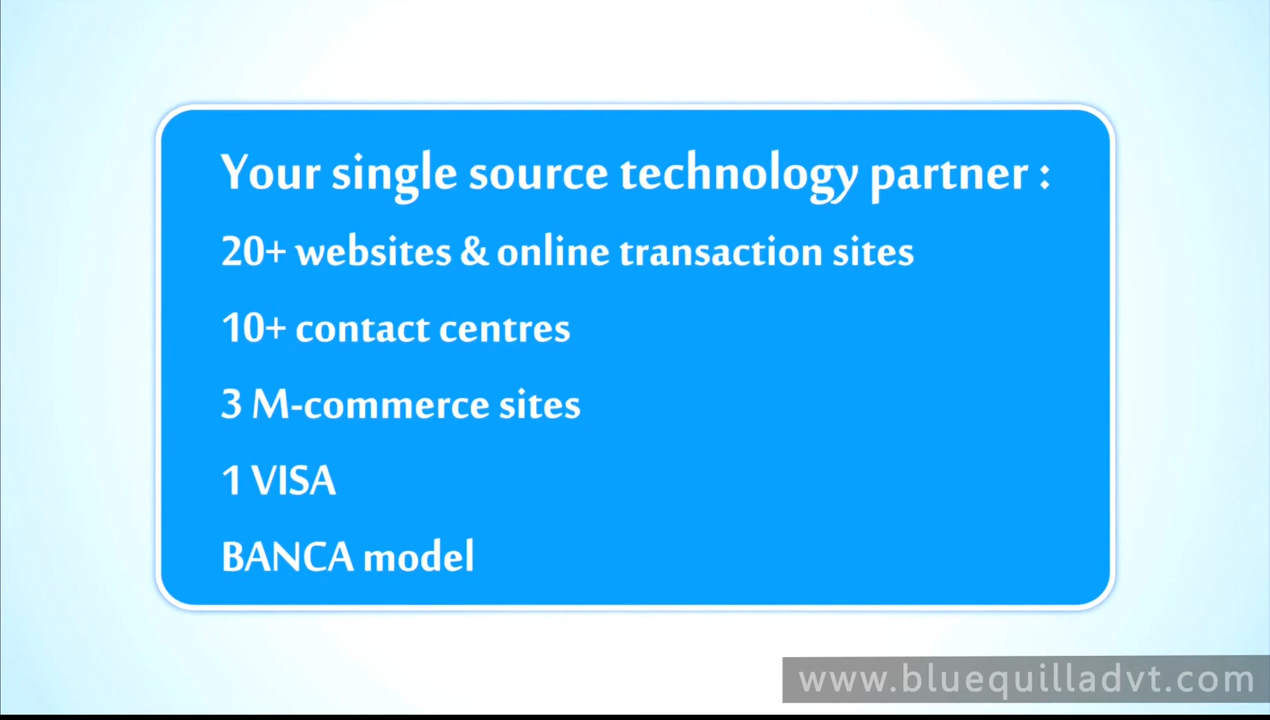 Your single source technology partner :
20+ websites & online transaction sites
10+ contact centres
3 M-commerce sites
1 VISA
BANCA model
www.bluequilladvt.com